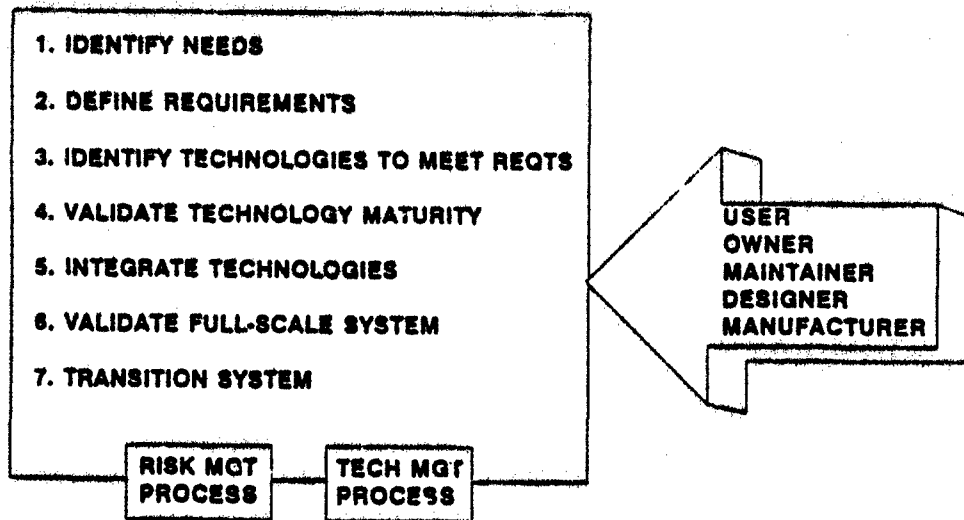 1. IDENTIFY NEEDS
2. DEFINE REQUIREMENTS
3. IDENTIFY TECHNOLOGIES TO MEET REQTS
4. VALIDATE TECHNOLOGY MATURITY
5. INTEGRATE TECHNOLOGIES
6. VALIDATE FULL-SCALE SYSTEM
7. TRANSITION SYSTEM
USER
OWNER
MAINTAINER
DESIGNER
MANUFACTURER
RISK MGT
PROCESS
TECH MGT
PROCESS